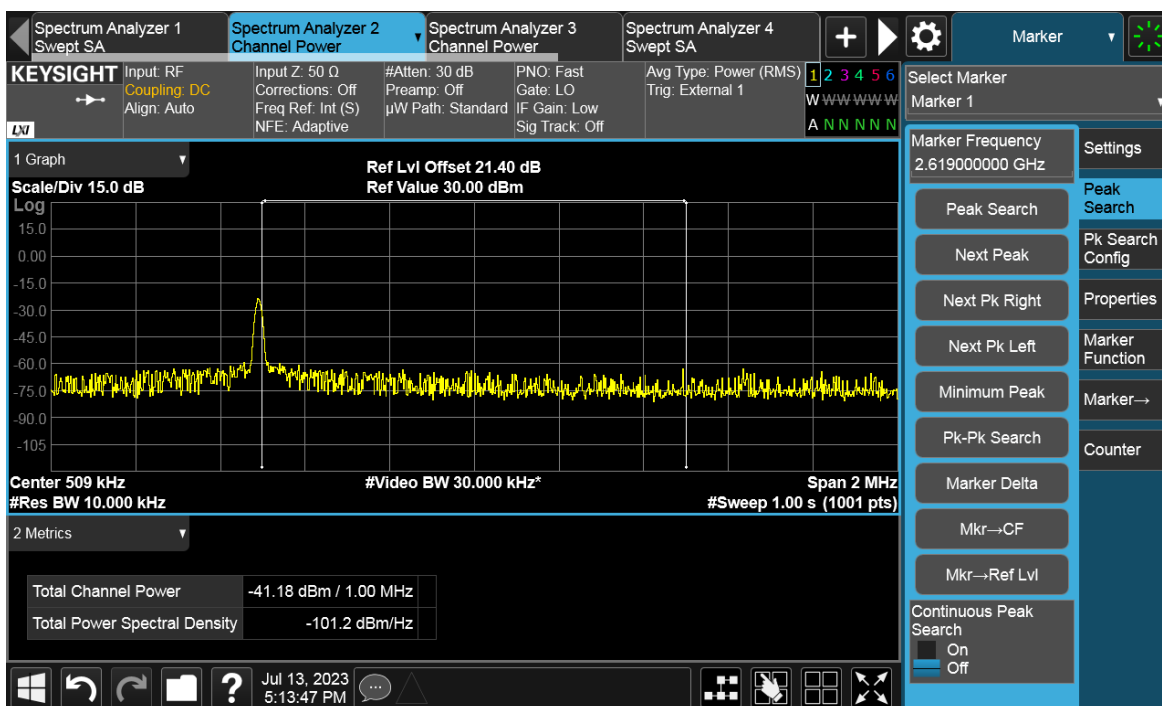 Spectrum Analyzer 1
Swept SA
Spectrum Analyzer 2
Channel Power
Spectrum Analyzer 3
Channel Power
Spectrum Analyzer 4
Swept SA
+
Marker
KEYSIGHT
LXI
Input: RF
Coupling: DC
Align: Auto
Input Z: 50 Ω
Corrections: Off
Freq Ref: Int (S)
NFE: Adaptive
#Atten: 30 dB
Preamp: Off
µW Path: Standard
PNO: Fast
Gate: LO
IF Gain: Low
Sig Track: Off
Avg Type: Power (RMS)
Trig: External 1
1 2 3 4 5 6
W W W W W W
A N N N N N
Select Marker
Marker 1
1 Graph
Scale/Div 15.0 dB
Ref Lvl Offset 21.40 dB
Ref Value 30.00 dBm
Log
15.0
0.00
-15.0
-30.0
-45.0
-60.0
-75.0
-90.0
-105
Center 509 kHz
#Res BW 10.000 kHz
#Video BW 30.000 kHz*
Span 2 MHz
#Sweep 1.00 s (1001 pts)
2 Metrics
Total Channel Power -41.18 dBm / 1.00 MHz
Total Power Spectral Density -101.2 dBm/Hz
Marker Frequency
2.619000000 GHz
Peak Search
Next Peak
Next Pk Right
Next Pk Left
Minimum Peak
Pk-Pk Search
Marker Delta
Mkr→CF
Mkr→Ref Lvl
Continuous Peak
Search
On
Off
Settings
Peak
Search
Pk Search
Config
Properties
Marker
Function
Marker→
Counter
?
Jul 13, 2023
5:13:47 PM